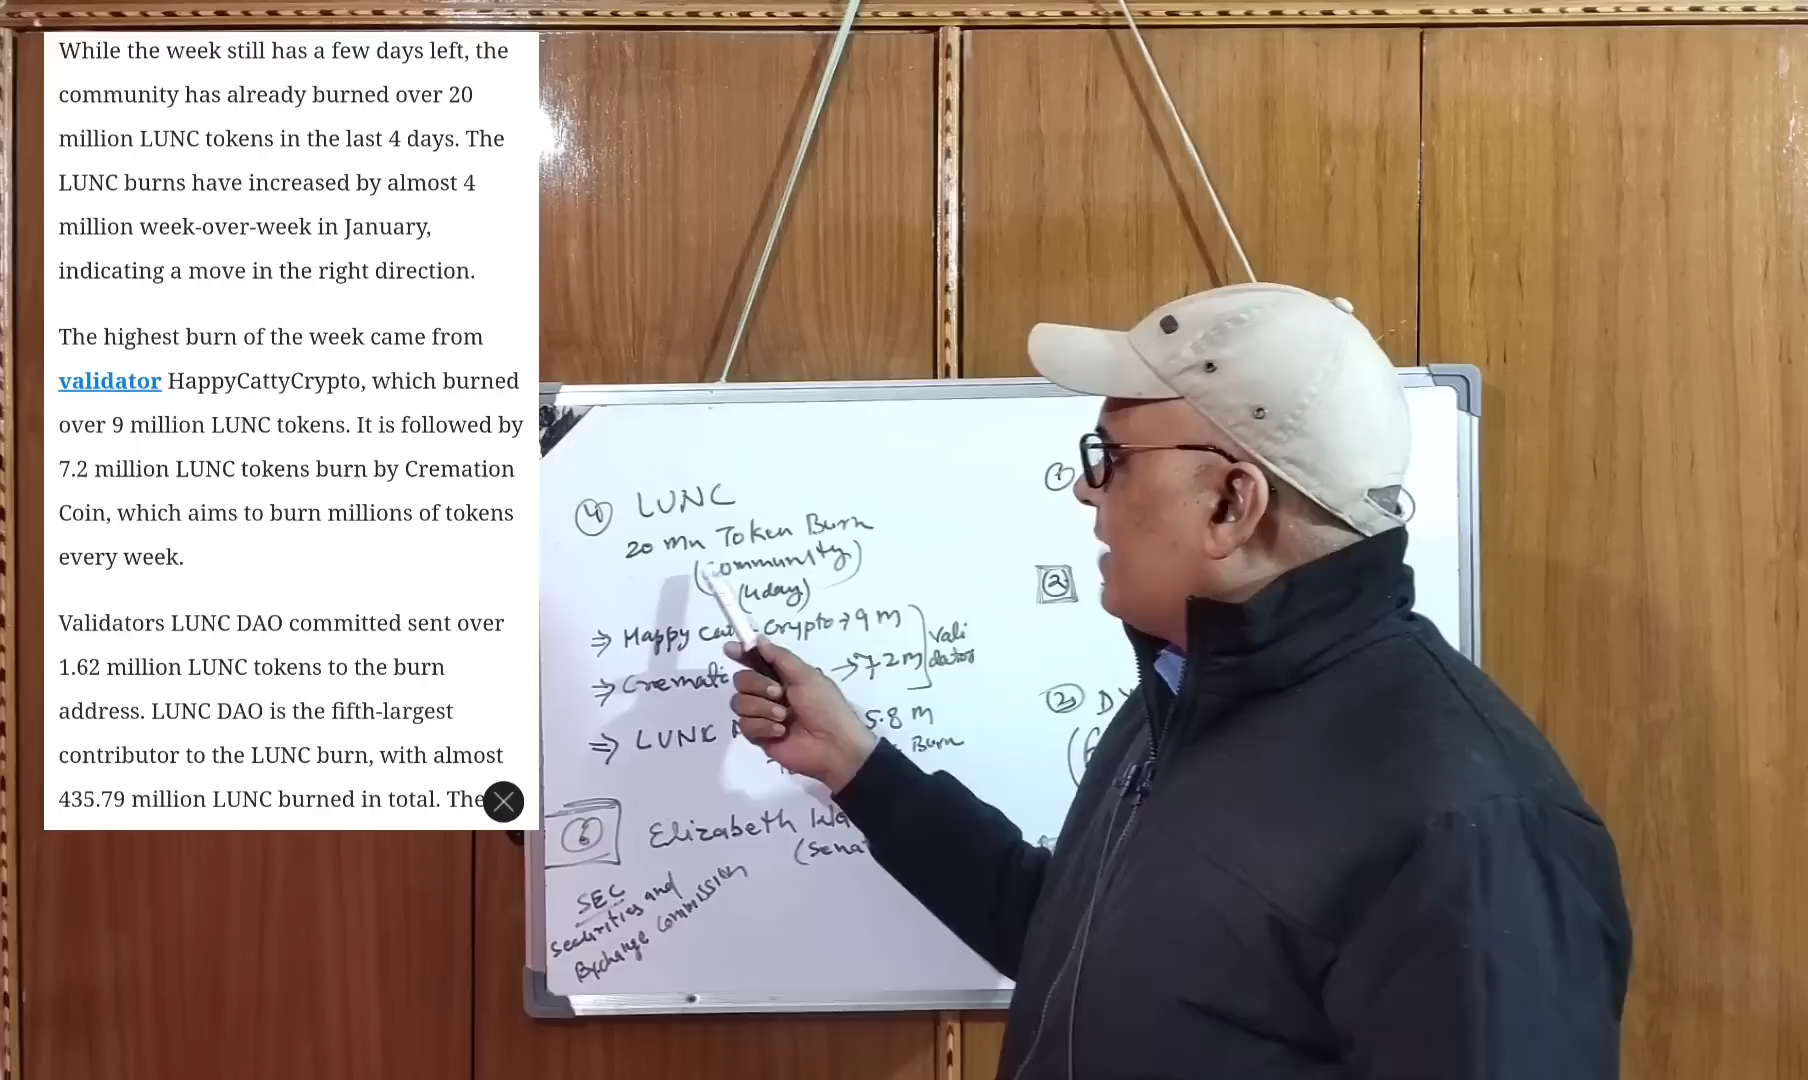 While the week still has a few days left, the
community has already burned over 20
million LUNC tokens in the last 4 days. The
LUNC burns have increased by almost 4
million week-over-week in January,
indicating a move in the right direction.
The highest burn of the week came from
validator HappyCattyCrypto, which burned
over 9 million LUNC tokens. It is followed by
7.2 million LUNC tokens burn by Cremation
Coin, which aims to burn millions of tokens
every week.
Validators LUNC DAO committed sent over
1.62 million LUNC tokens to the burn
address. LUNC DAO is the fifth-largest
contributor to the LUNC burn, with almost
435.79 million LUNC burned in total. The
4 LUNC
20 mn Token Burn
(community)
(4day)
⇒ Happy Crypto → 9 m
⇒ → 7.2 m
vali
dator
⇒ LUNC 5.8 m
Burn
6 Elizabeth
SEC
Securities and
Exchange Commission
1
2
2